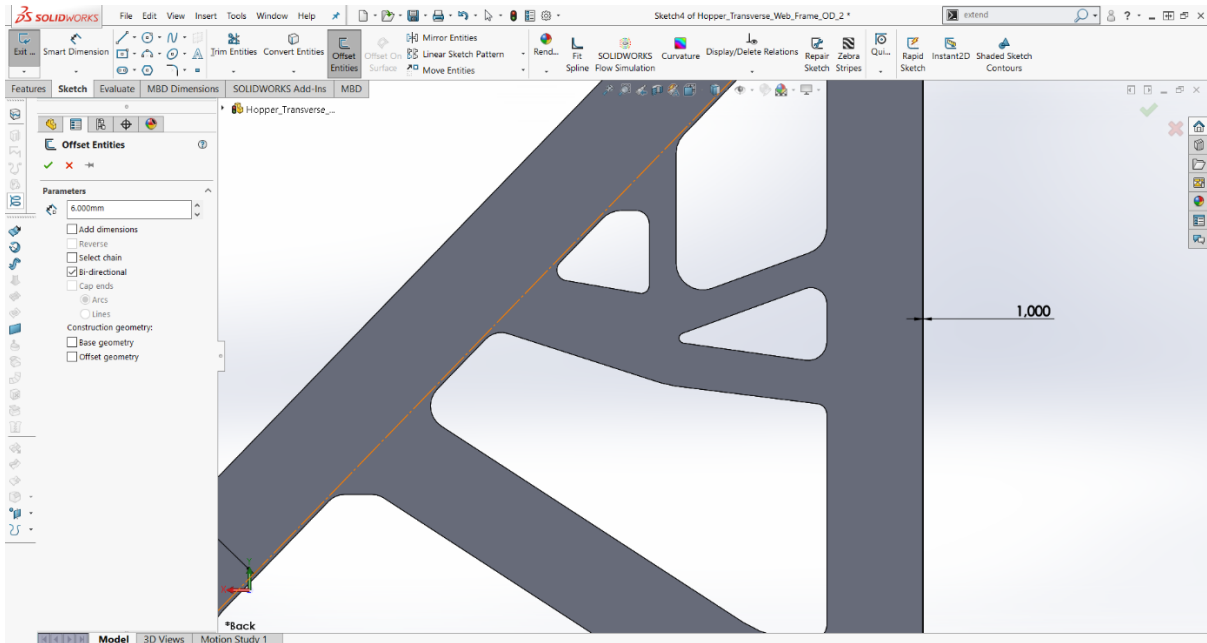 SOLIDWORKS File Edit View Insert Tools Window Help Sketch4 of Hopper_Transverse_Web_Frame_OD_2 * extend
Exit ... Smart Dimension Trim Entities Convert Entities Offset Entities Offset On Surface Mirror Entities Linear Sketch Pattern Move Entities Rend... Fit Spline SOLIDWORKS Flow Simulation Curvature Display/Delete Relations Repair Sketch Zebra Stripes Qui... Rapid Sketch Instant2D Shaded Sketch Contours
Features Sketch Evaluate MBD Dimensions SOLIDWORKS Add-Ins MBD
Hopper_Transverse_...
Offset Entities
Parameters
6.000mm
Add dimensions
Reverse
Select chain
Bi-directional
Cap ends
Arcs
Lines
Construction geometry:
Base geometry
Offset geometry
1,000
*Back
Model 3D Views Motion Study 1